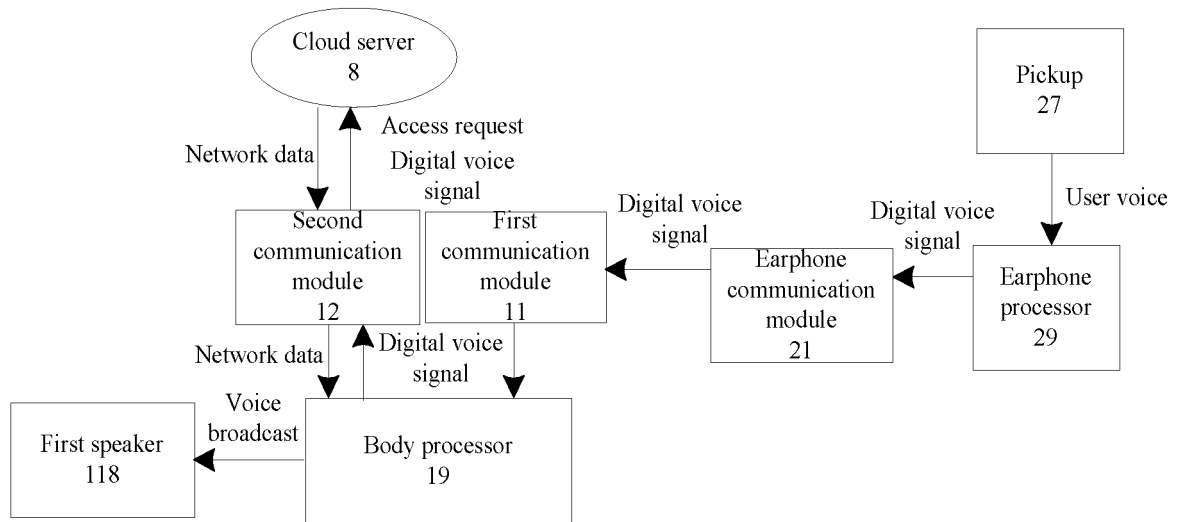 Cloud server
8
Pickup
27
Access request
Network data
Digital voice
signal
User voice
Second
communication
module
12
First
communication
module
11
Digital voice
signal
Earphone
communication
module
21
Digital voice
signal
Earphone
processor
29
Network data
Digital voice
signal
Voice
broadcast
First speaker
118
Body processor
19